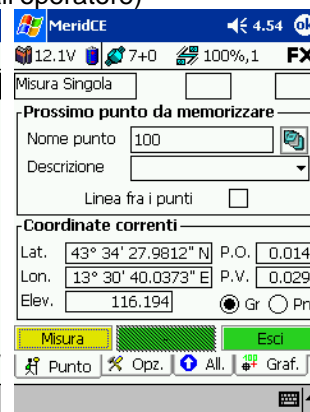 all'operatore)
MeridCE 4.54 ok
12.1V 7+0 100%,1 FX
Misura Singola
Prossimo punto da memorizzare
Nome punto 100
Descrizione
Linea fra i punti
Coordinate correnti
Lat. 43° 34' 27.9812" N P.O. 0.014
Lon. 13° 30' 40.0373" E P.V. 0.029
Elev. 116.194 Gr Pn
Misura - Esci
Punto Opz. All. Graf.